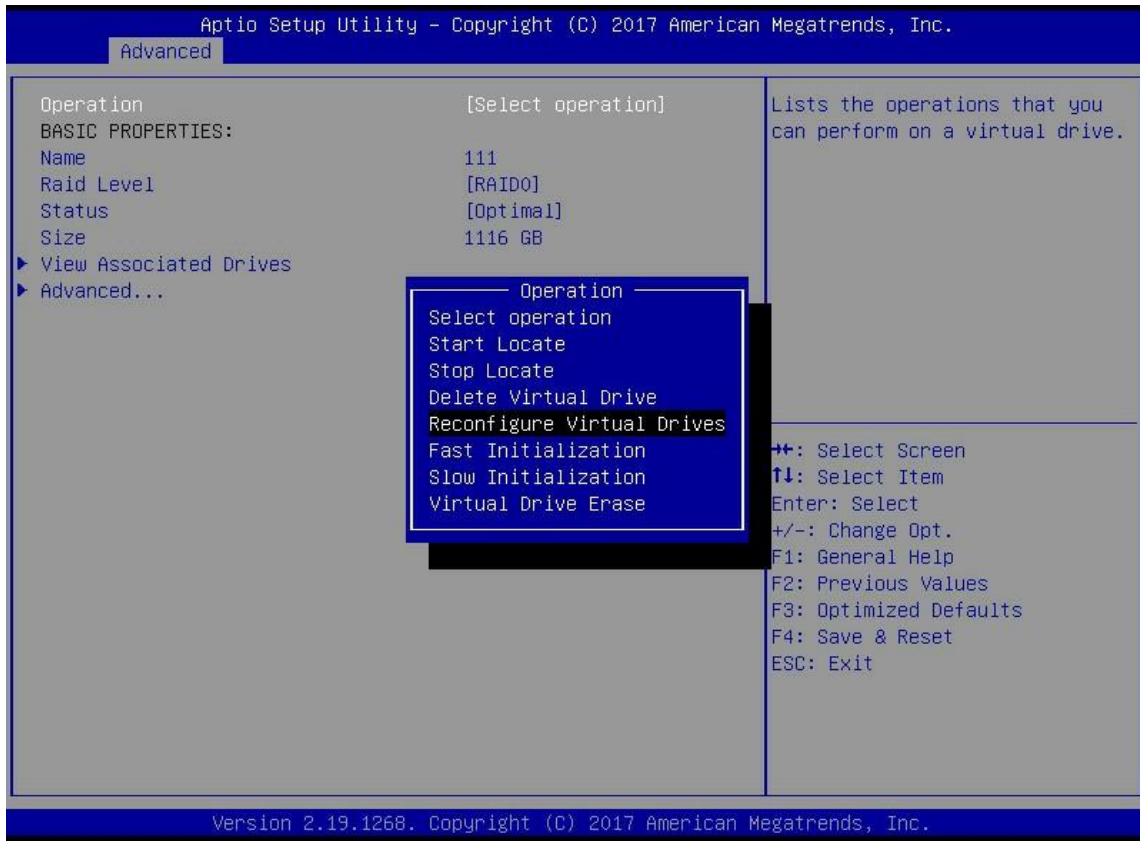 Aptio Setup Utility – Copyright (C) 2017 American Megatrends, Inc.
Advanced
Operation [Select operation]
BASIC PROPERTIES:
Name 111
Raid Level [RAID0]
Status [Optimal]
Size 1116 GB
▶ View Associated Drives
▶ Advanced...
Operation
Select operation
Start Locate
Stop Locate
Delete Virtual Drive
Reconfigure Virtual Drives
Fast Initialization
Slow Initialization
Virtual Drive Erase
Lists the operations that you
can perform on a virtual drive.
→←: Select Screen
↑↓: Select Item
Enter: Select
+/-: Change Opt.
F1: General Help
F2: Previous Values
F3: Optimized Defaults
F4: Save & Reset
ESC: Exit
Version 2.19.1268. Copyright (C) 2017 American Megatrends, Inc.